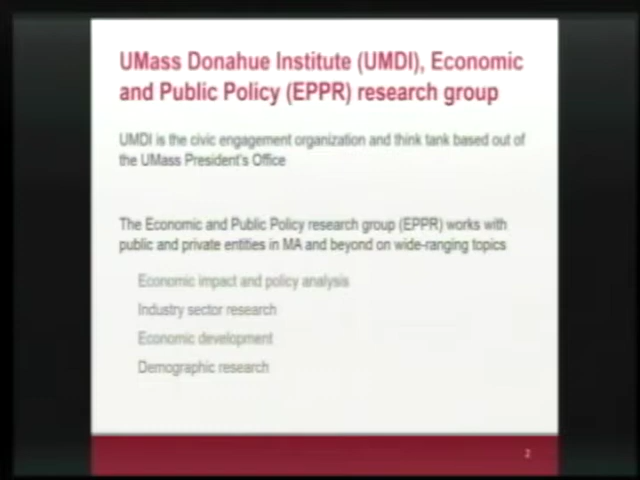 UMass Donahue Institute (UMDI), Economic
and Public Policy (EPPR) research group
UMDI is the civic engagement organization and think tank based out of
the UMass President's Office
The Economic and Public Policy research group (EPPR) works with
public and private entities in MA and beyond on wide-ranging topics
Economic impact and policy analysis
Industry sector research
Economic development
Demographic research
2